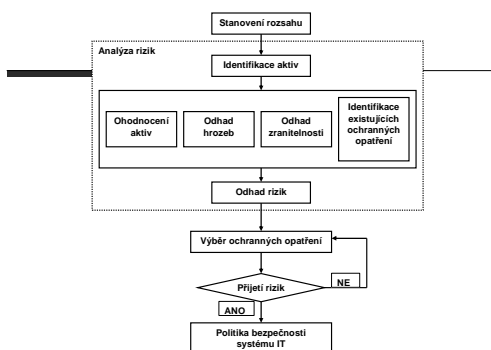 Stanovení rozsahu
Analýza rizik
Identifikace aktiv
Ohodnocení
aktiv
Odhad
hrozeb
Odhad
zranitelnosti
Identifikace
existujících
ochranných
opatření
Odhad rizik
Výběr ochranných opatření
Přijetí rizik
NE
ANO
Politika bezpečnosti
systému IT